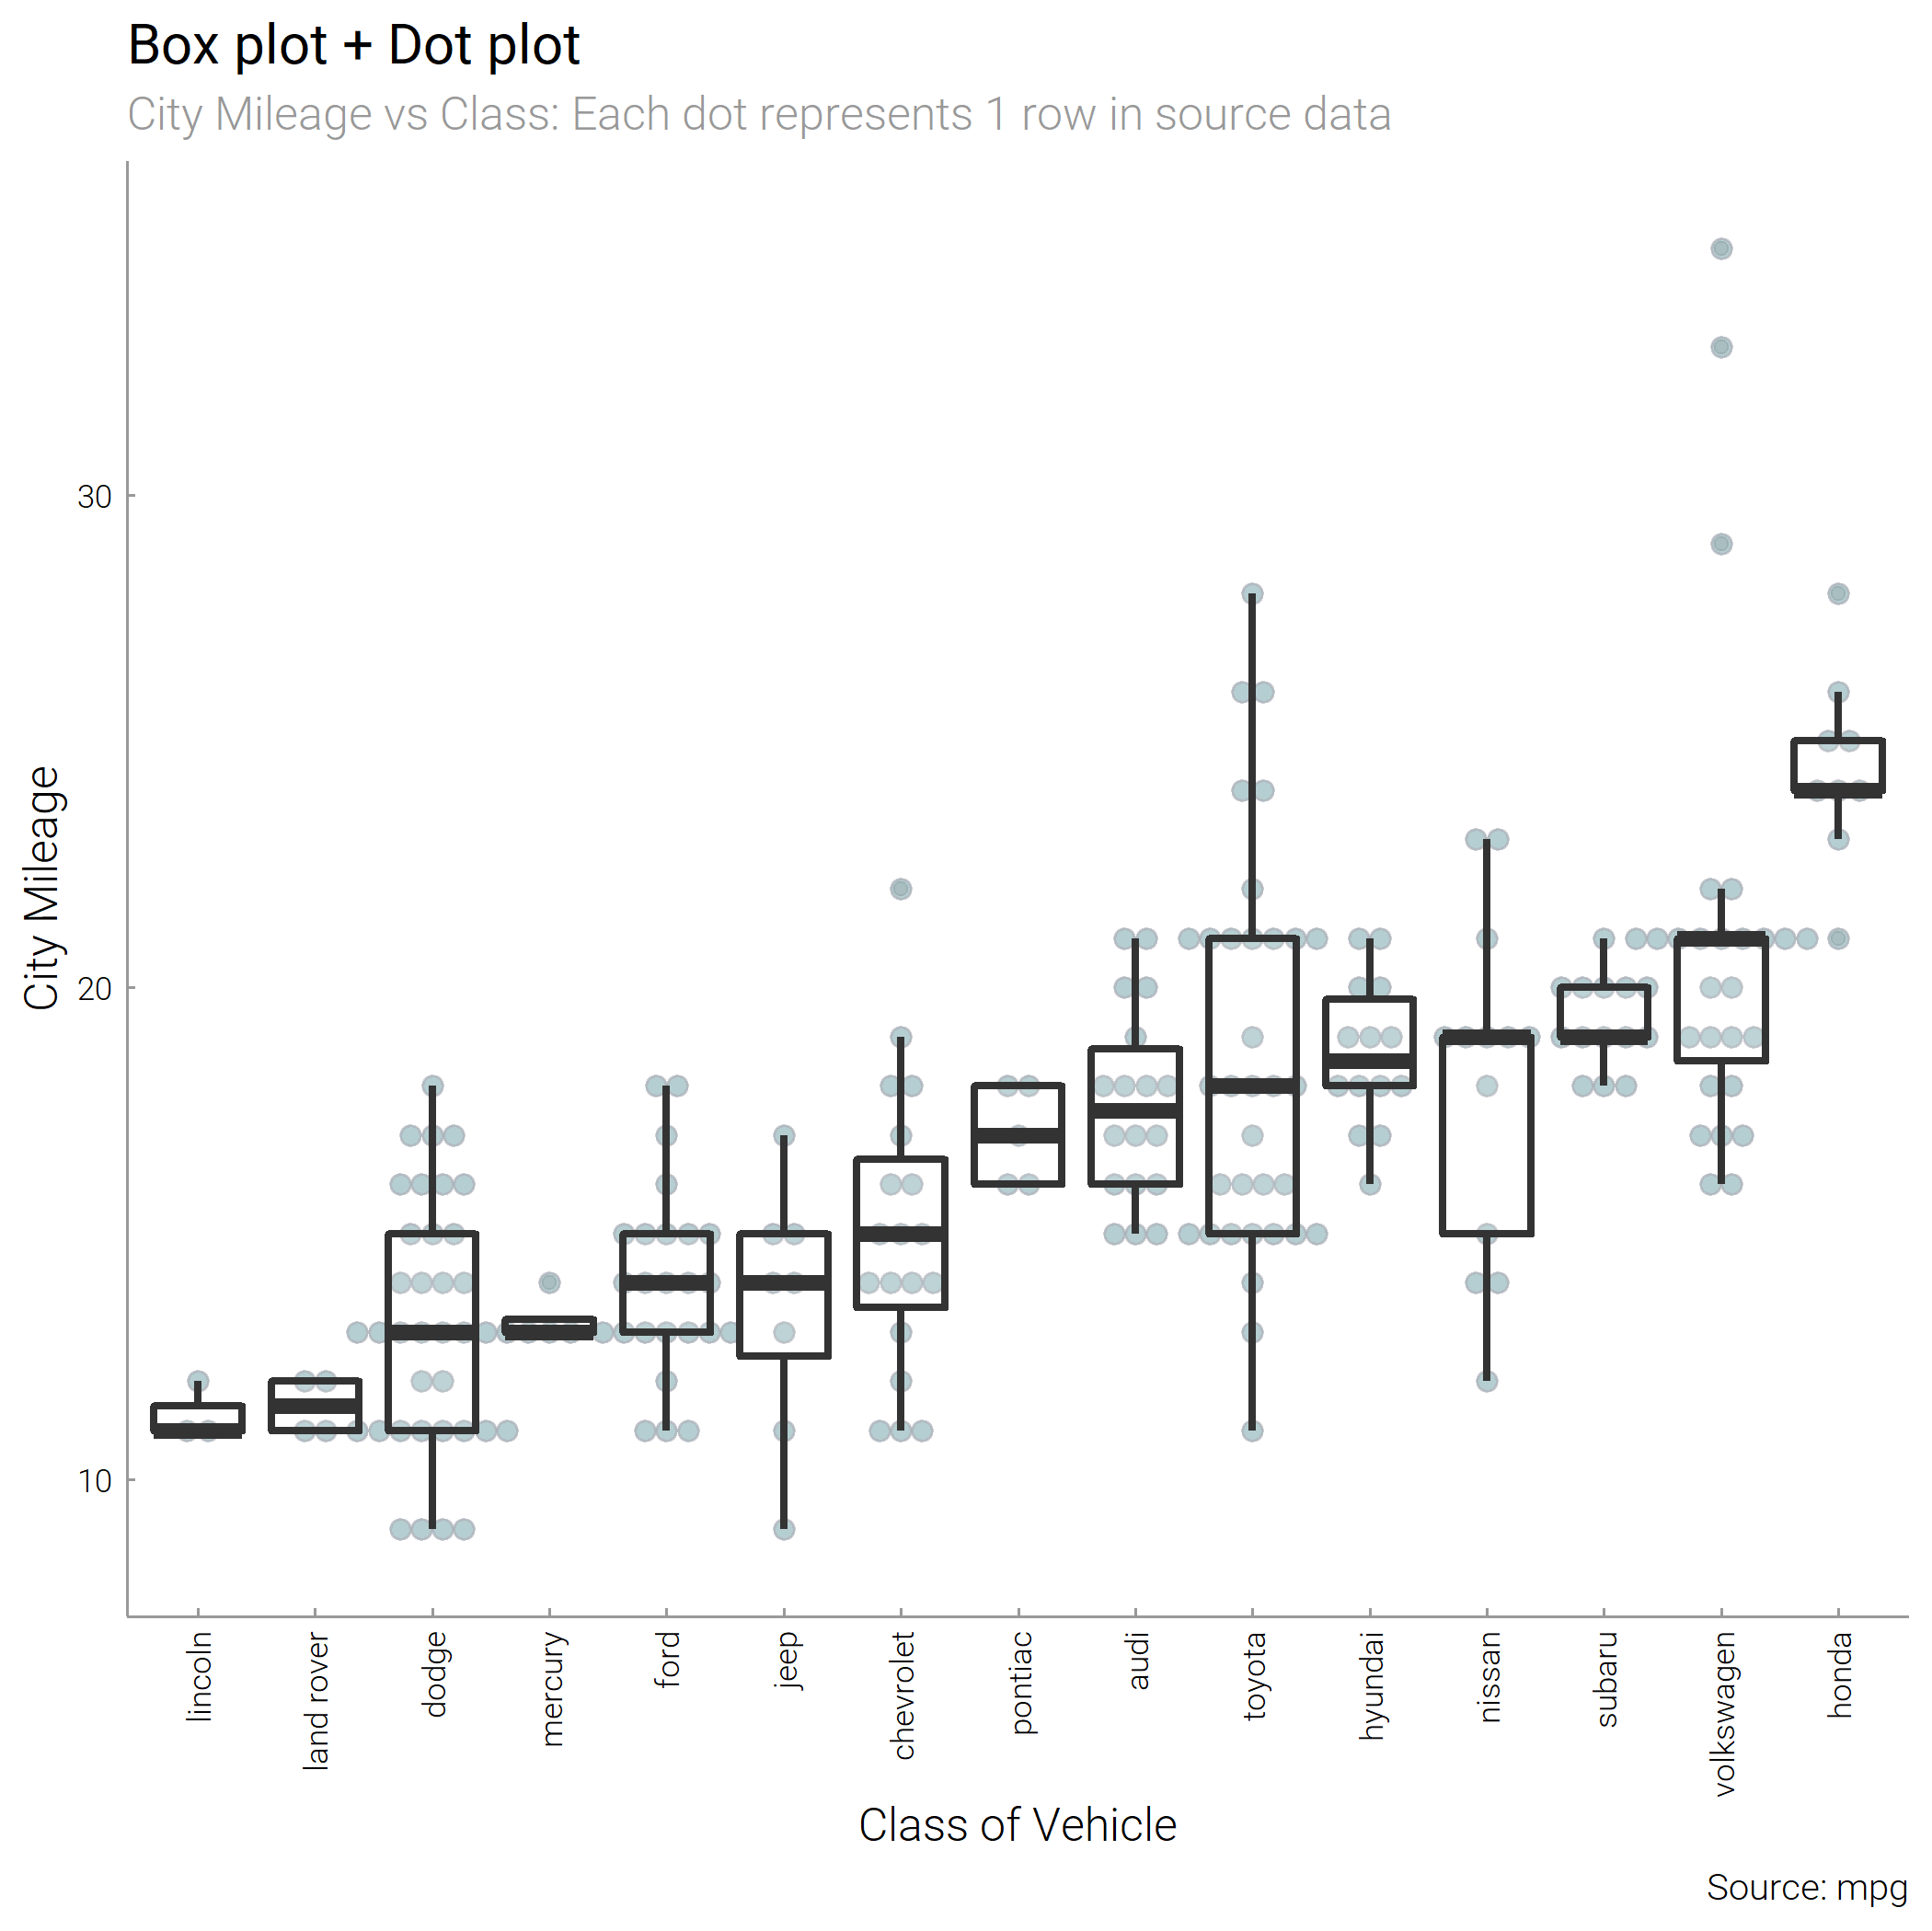 Box plot + Dot plot
City Mileage vs Class: Each dot represents 1 row in source data
City Mileage
30
20
10
lincoln
land rover
dodge
mercury
ford
jeep
chevrolet
pontiac
audi
toyota
hyundai
nissan
subaru
volkswagen
honda
Class of Vehicle
Source: mpg